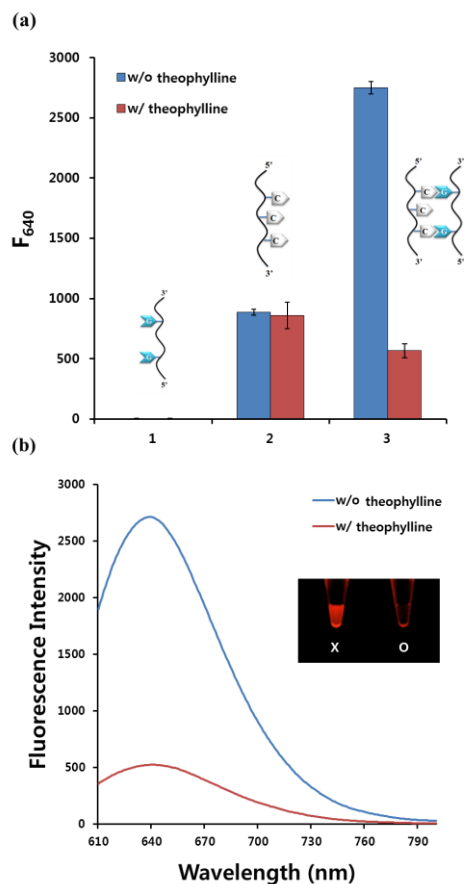 (a)
3000
2500
2000
1500
1000
500
0
F640
w/o theophylline
w/ theophylline
3'
G
G
5'
5'
C
C
C
3'
5'
3'
C G
C
C G
3'
5'
1 2 3
(b)
3000
2500
2000
1500
1000
500
0
Fluorescence Intensity
w/o theophylline
w/ theophylline
X O
610 640 670 700 730 760 790
Wavelength (nm)